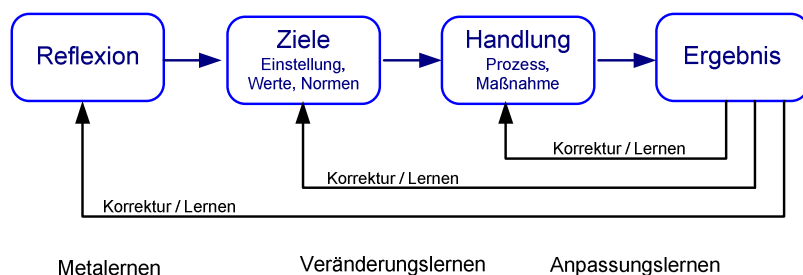 Reflexion
Ziele
Einstellung,
Werte, Normen
Handlung
Prozess,
Maßnahme
Ergebnis
Korrektur / Lernen
Korrektur / Lernen
Korrektur / Lernen
Metalernen
Veränderungslernen
Anpassungslernen